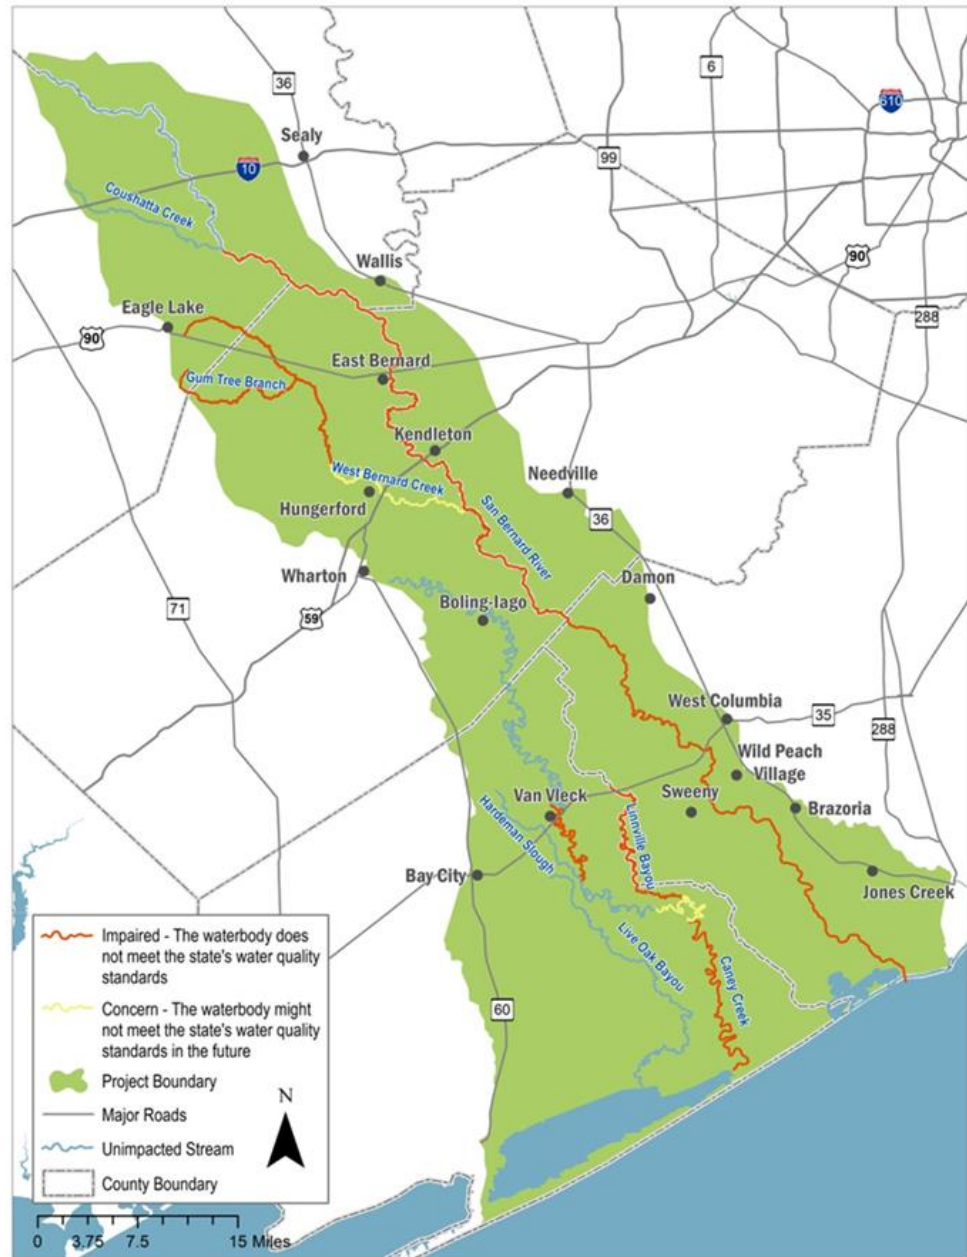 6
36
610
Sealy
99
10
Coushatta Creek
90
Wallis
Eagle Lake
288
90
East Bernard
Gum Tree Branch
Kendleton
West Bernard Creek
Needville
Hungerford
San Bernard River
36
Wharton
Damon
Boling-Iago
71
59
West Columbia
35
288
Wild Peach
Village
Van Vleck
Sweeny
Brazoria
Hardeman Slough
Linnville Bayou
Bay City
Jones Creek
Live Oak Bayou
Caney Creek
60
Impaired - The waterbody does
not meet the state's water quality
standards
Concern - The waterbody might
not meet the state's water quality
standards in the future
Project Boundary
Major Roads
Unimpacted Stream
County Boundary
N
0 3.75 7.5 15 Miles